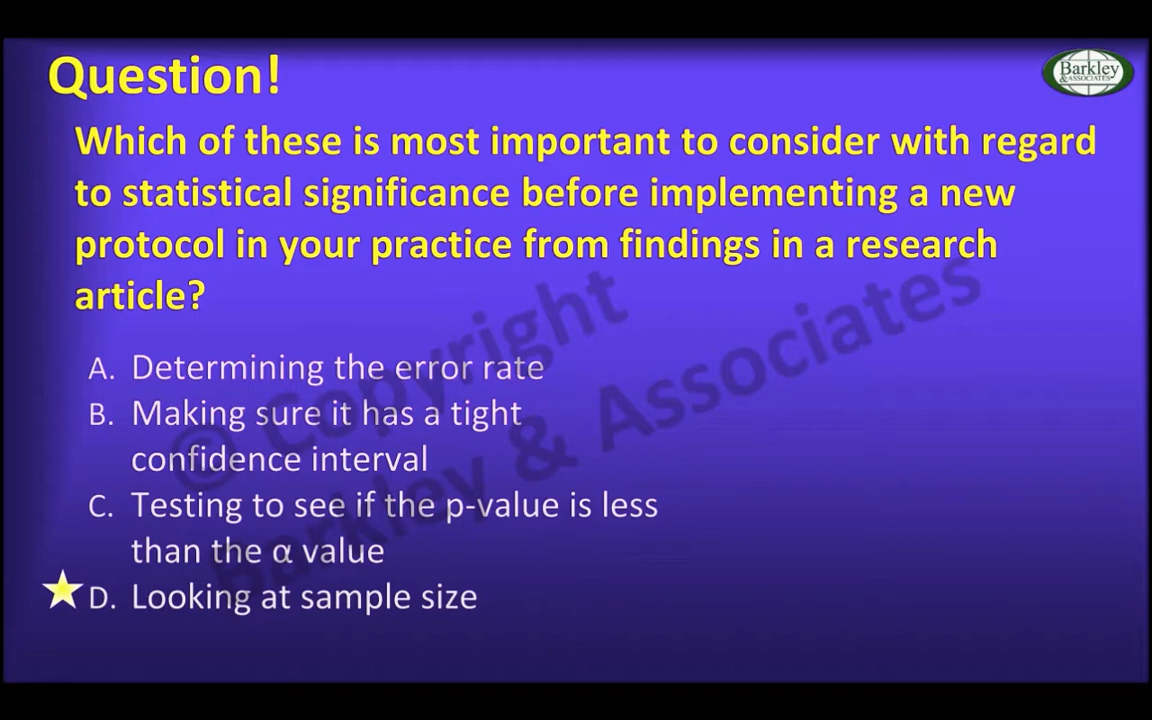 Question!
Barkley
& ASSOCIATES
Which of these is most important to consider with regard
to statistical significance before implementing a new
protocol in your practice from findings in a research
article?
A. Determining the error rate
B. Making sure it has a tight
confidence interval
C. Testing to see if the p-value is less
than the α value
D. Looking at sample size
© Copyright
Barkley & Associates